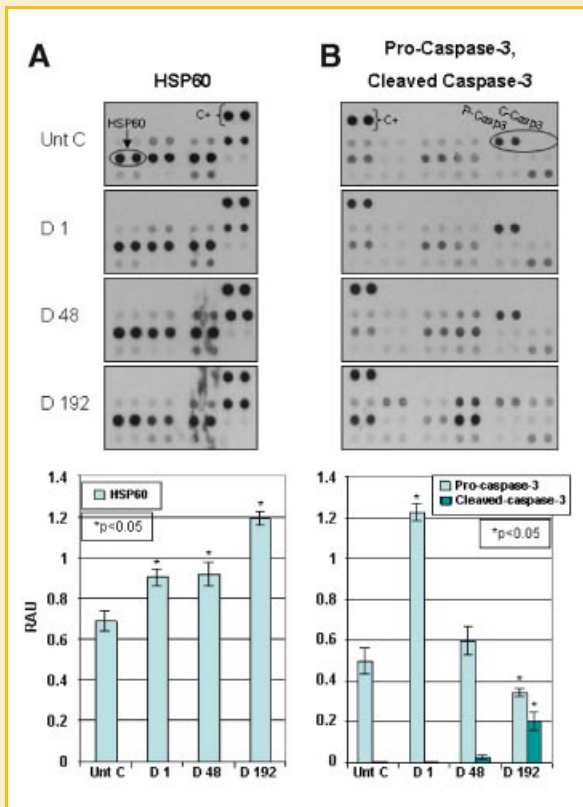 A
HSP60
HSP60
C+
Unt C
D 1
D 48
D 192
B
Pro-Caspase-3,
Cleaved Caspase-3
C+
P-Casp3
C-Casp3
1.4
1.2
1
0.8
0.6
0.4
0.2
0
RAU
HSP60
*p<0.05
*
*
*
Unt C D 1 D 48 D 192
1.4
1.2
1
0.8
0.6
0.4
0.2
0
Pro-caspase-3
Cleaved-caspase-3
*p<0.05
*
*
*
Unt C D 1 D 48 D 192